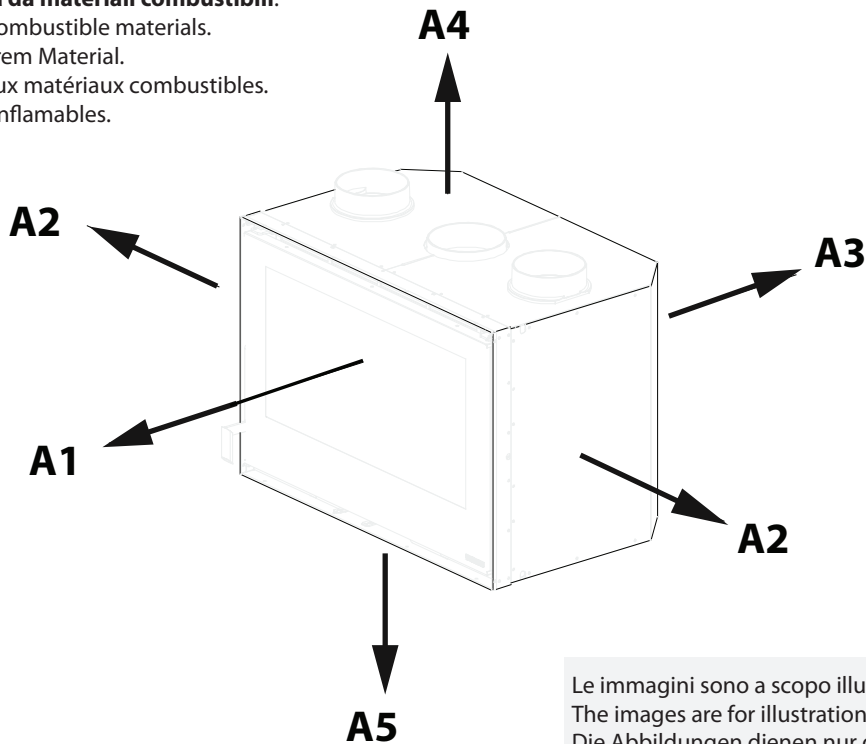 da materiali combustibili.
combustible materials.
rem Material.
ux matériaux combustibles.
nflamables.
A4
A2
A3
A1
A2
A5
Le immagini sono a scopo illu
The images are for illustration
Die Abbildungen dienen nur